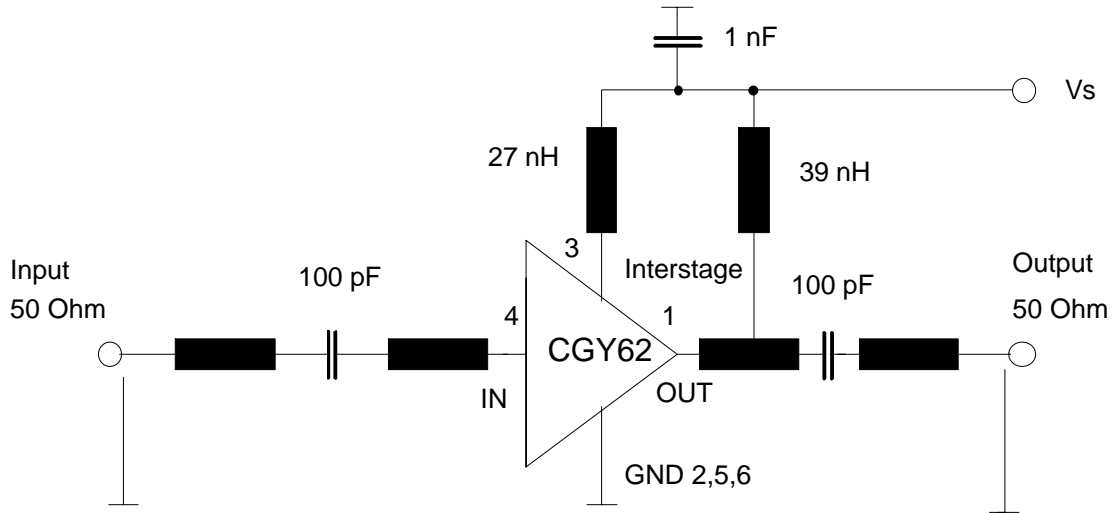 1 nF
Vs
27 nH
39 nH
3
Input
50 Ohm
100 pF
Interstage
Output
50 Ohm
100 pF
4
1
CGY62
IN
OUT
GND 2,5,6